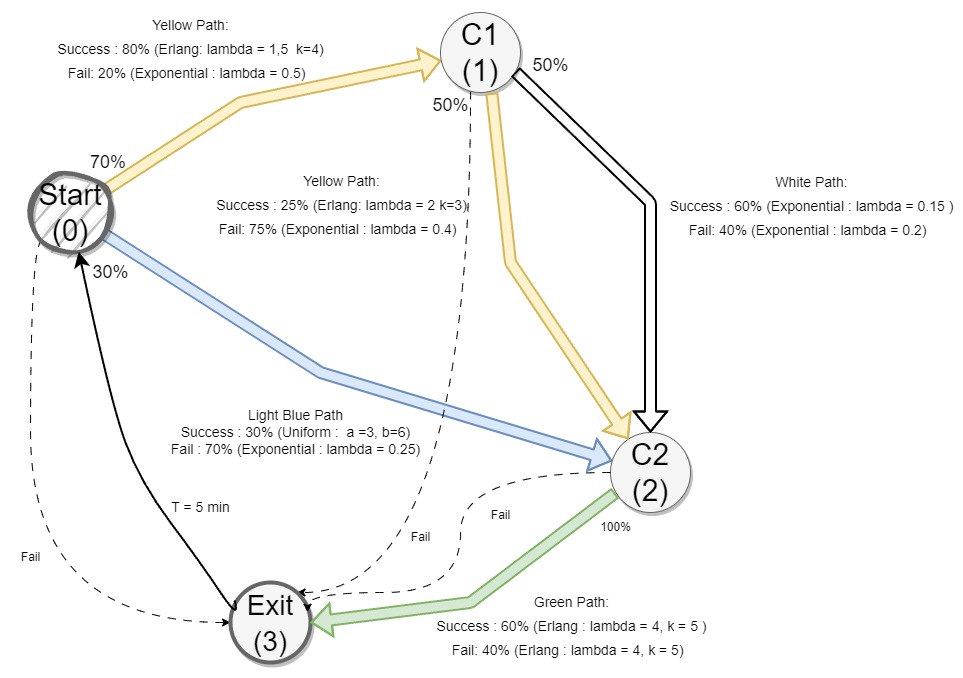 Yellow Path:
Success : 80% (Erlang: lambda = 1,5 k=4)
Fail: 20% (Exponential : lambda = 0.5)
C1
(1)
50%
50%
70%
Start
(0)
30%
Yellow Path:
Success : 25% (Erlang: lambda = 2 k=3)
Fail: 75% (Exponential : lambda = 0.4)
White Path:
Success : 60% (Exponential : lambda = 0.15 )
Fail: 40% (Exponential : lambda = 0.2)
Light Blue Path
Success : 30% (Uniform : a =3, b=6)
Fail : 70% (Exponential : lambda = 0.25)
C2
(2)
T = 5 min
Fail
Fail
100%
Fail
Exit
(3)
Green Path:
Success : 60% (Erlang : lambda = 4, k = 5 )
Fail: 40% (Erlang : lambda = 4, k = 5)